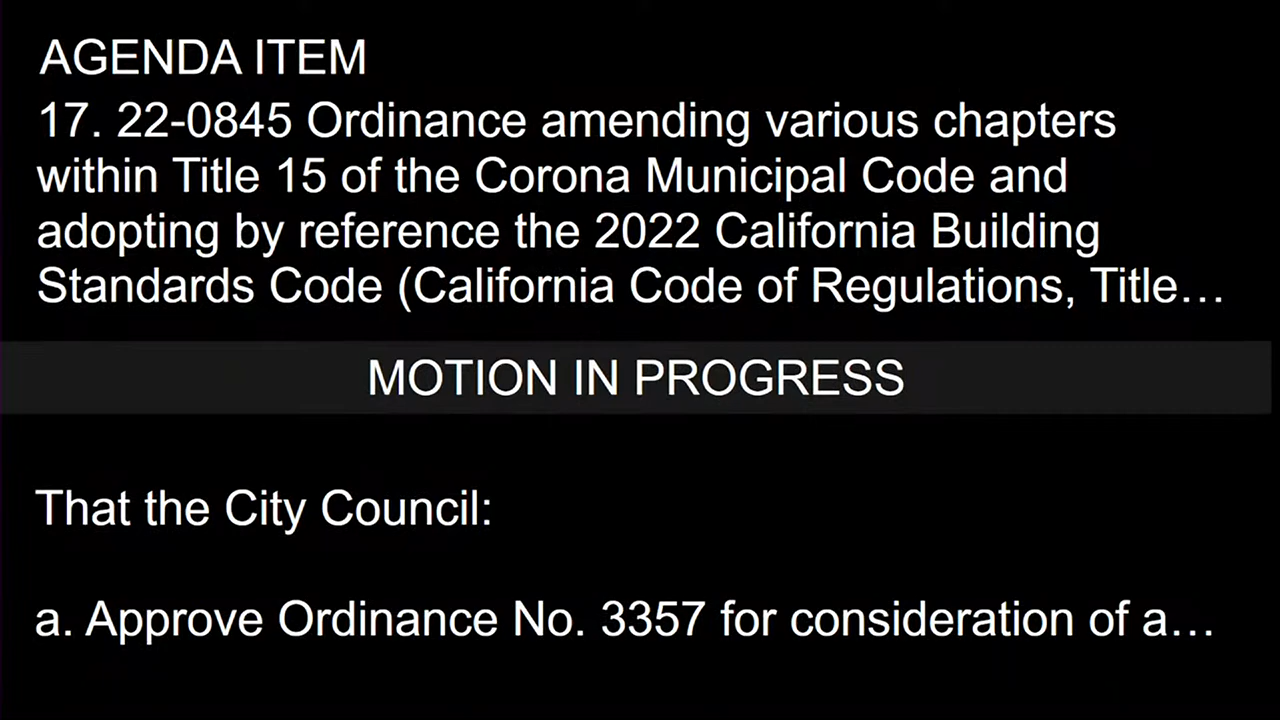 AGENDA ITEM
17. 22-0845 Ordinance amending various chapters
within Title 15 of the Corona Municipal Code and
adopting by reference the 2022 California Building
Standards Code (California Code of Regulations, Title…
MOTION IN PROGRESS
That the City Council:
a. Approve Ordinance No. 3357 for consideration of a…